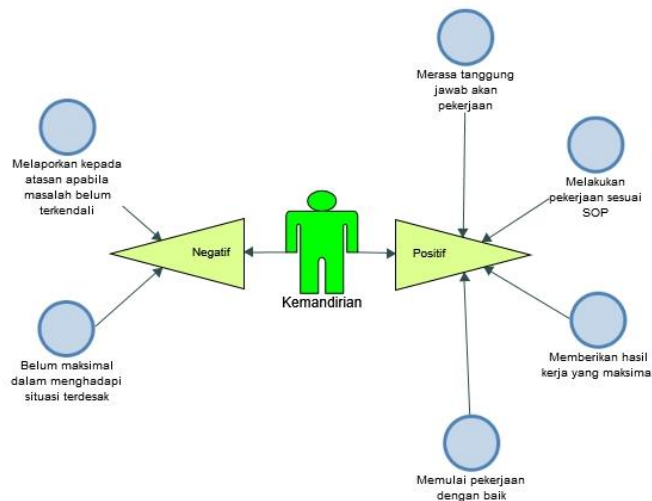 Merasa tanggung
jawab akan
pekerjaan
Melaporkan kepada
atasan apabila
masalah belum
terkendali
Melakukan
pekerjaan sesuai
SOP
Negatif
Positif
Kemandirian
Belum maksimal
dalam menghadapi
situasi terdesak
Memberikan hasil
kerja yang maksima
Memulai pekerjaan
dengan baik